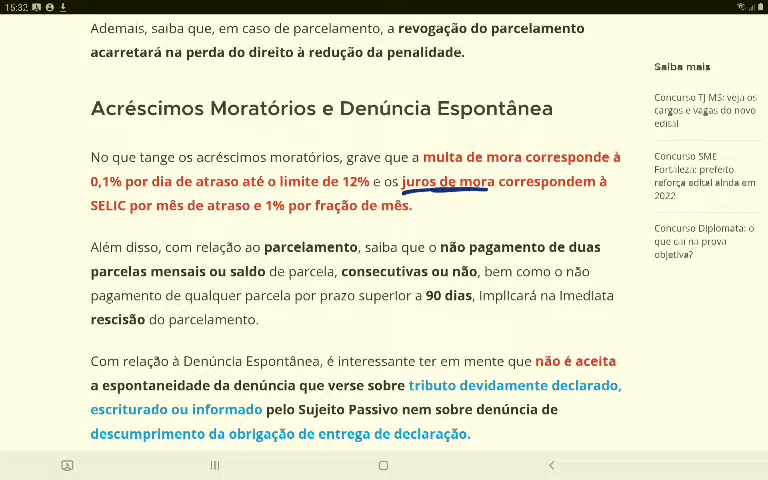 15:32
Ademais, saiba que, em caso de parcelamento, a revogação do parcelamento
acarretará na perda do direito à redução da penalidade.
Saiba mais
Concurso TJ MS: veja os
cargos e vagas do novo
edital
Concurso SME
Fortaleza: prefeito
reforça edital ainda em
2022
Concurso Diplomata: o
que cai na prova
objetiva?
Acréscimos Moratórios e Denúncia Espontânea
No que tange os acréscimos moratórios, grave que a multa de mora corresponde à
0,1% por dia de atraso até o limite de 12% e os juros de mora correspondem à
SELIC por mês de atraso e 1% por fração de mês.
Além disso, com relação ao parcelamento, saiba que o não pagamento de duas
parcelas mensais ou saldo de parcela, consecutivas ou não, bem como o não
pagamento de qualquer parcela por prazo superior a 90 dias, implicará na imediata
rescisão do parcelamento.
Com relação à Denúncia Espontânea, é interessante ter em mente que não é aceita
a espontaneidade da denúncia que verse sobre tributo devidamente declarado,
escriturado ou informado pelo Sujeito Passivo nem sobre denúncia de
descumprimento da obrigação de entrega de declaração.